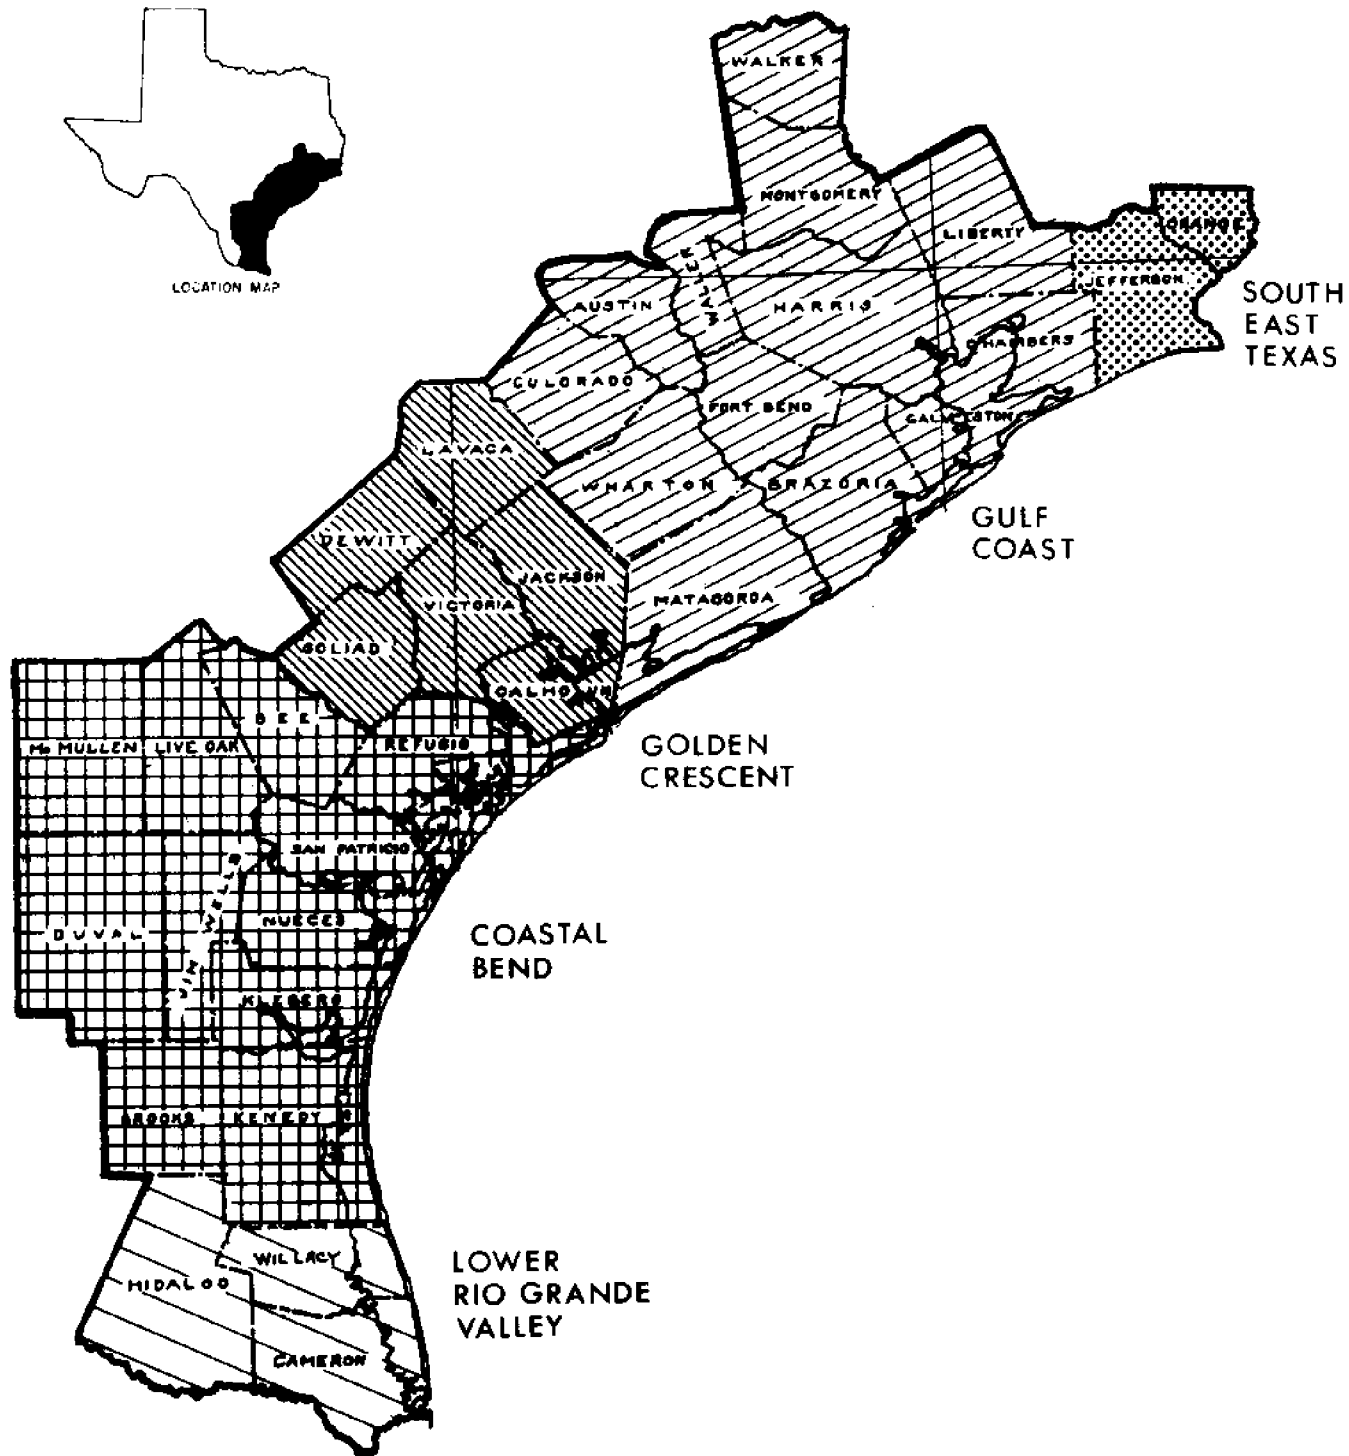 LOCATION MAP
WALKER
MONTGOMERY
LIBERTY
ORANGE
JEFFERSON
SOUTH
EAST
TEXAS
WALLER
AUSTIN
HARRIS
CHAMBERS
COLORADO
FORT BEND
GALVESTON
LAVACA
WHARTON
BRAZORIA
GULF
COAST
DEWITT
JACKSON
VICTORIA
MATAGORDA
GOLIAD
CALHOUN
BEE
Mc MULLEN
LIVE OAK
REFUGIO
GOLDEN
CRESCENT
SAN PATRICIO
JIM WELLS
DUVAL
NUECES
COASTAL
BEND
KLEBERG
BROOKS
KENEDY
WILLACY
HIDALGO
LOWER
RIO GRANDE
VALLEY
CAMERON